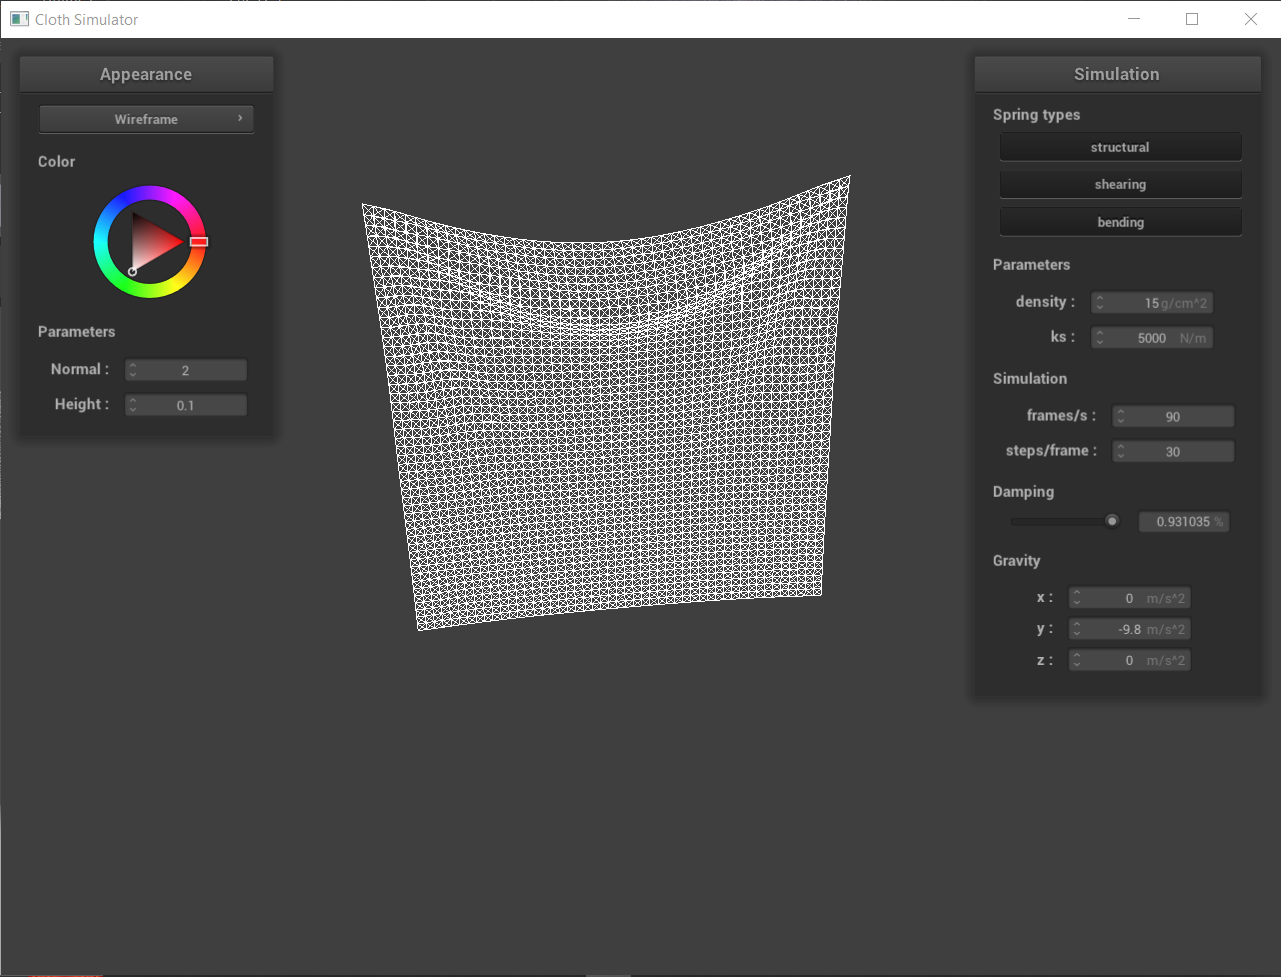 Cloth Simulator
Appearance
Wireframe
Color
Parameters
Normal : 2
Height : 0.1
Simulation
Spring types
structural
shearing
bending
Parameters
density : 15 g/cm^2
ks : 5000 N/m
Simulation
frames/s : 90
steps/frame : 30
Damping
0.931035 %
Gravity
x : 0 m/s^2
y : -9.8 m/s^2
z : 0 m/s^2